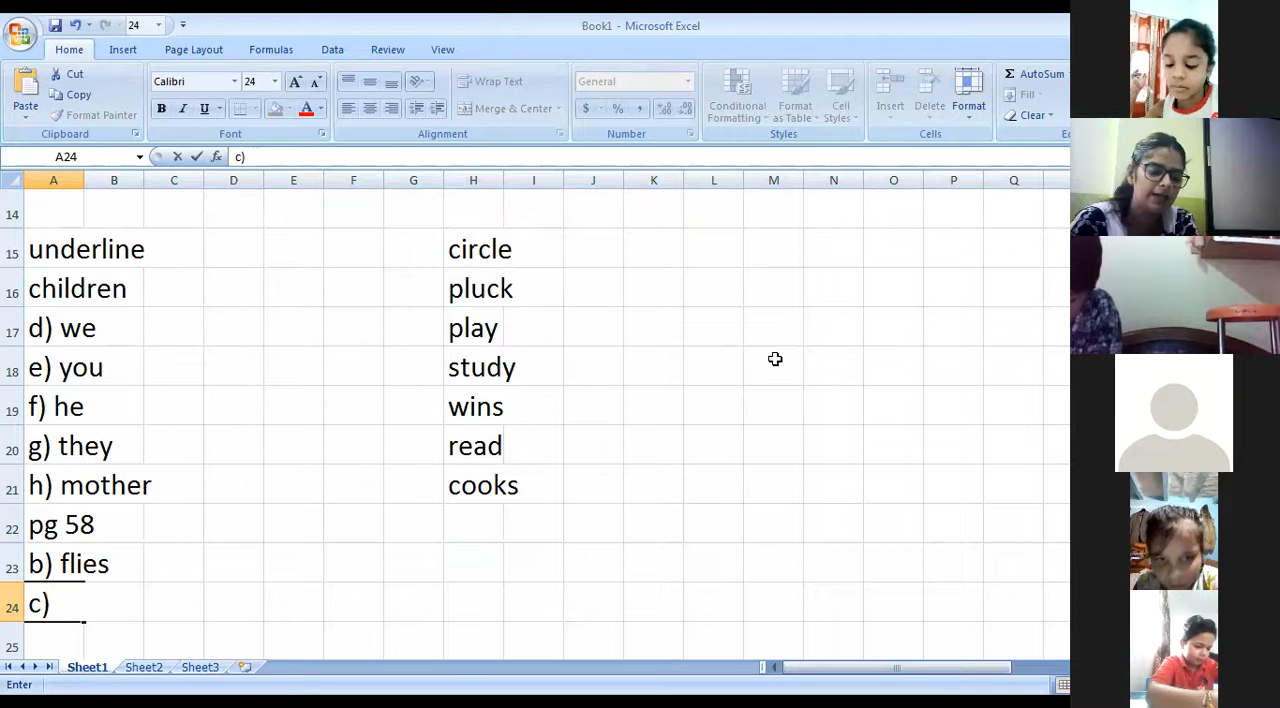 24
Book1 - Microsoft Excel
Home Insert Page Layout Formulas Data Review View
Paste
Cut
Copy
Format Painter
Clipboard
Calibri 24
B I U
Font
Wrap Text
Merge & Center
Alignment
General
$ % ,
Number
Conditional Formatting
Format as Table
Cell Styles
Styles
Insert Delete Format
Cells
Σ AutoSum
Fill
Clear
A24 fx c)
A B C D E F G H I J K L M N O P Q
14
15 underline circle
16 children pluck
17 d) we play
18 e) you study
19 f) he wins
20 g) they read
21 h) mother cooks
22 pg 58
23 b) flies
24 c)
25
Sheet1 Sheet2 Sheet3
Enter